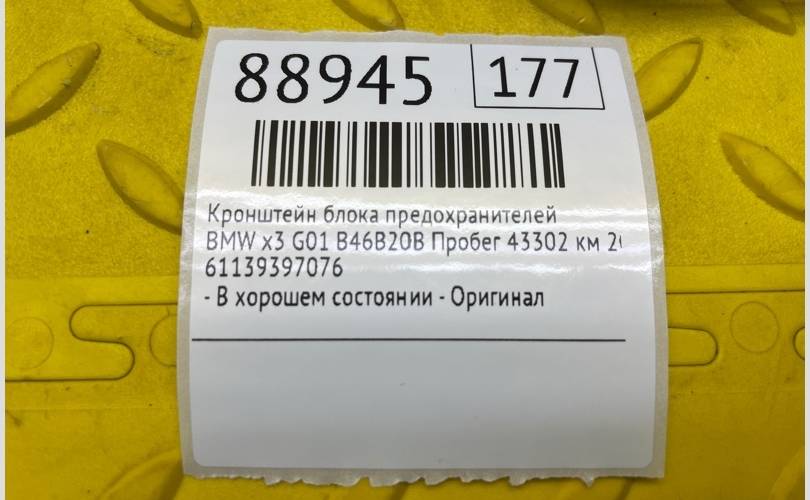 88945 177
Кронштейн блока предохранителей
BMW x3 G01 B46B20B Пробег 43302 км
61139397076
- В хорошем состоянии - Оригинал